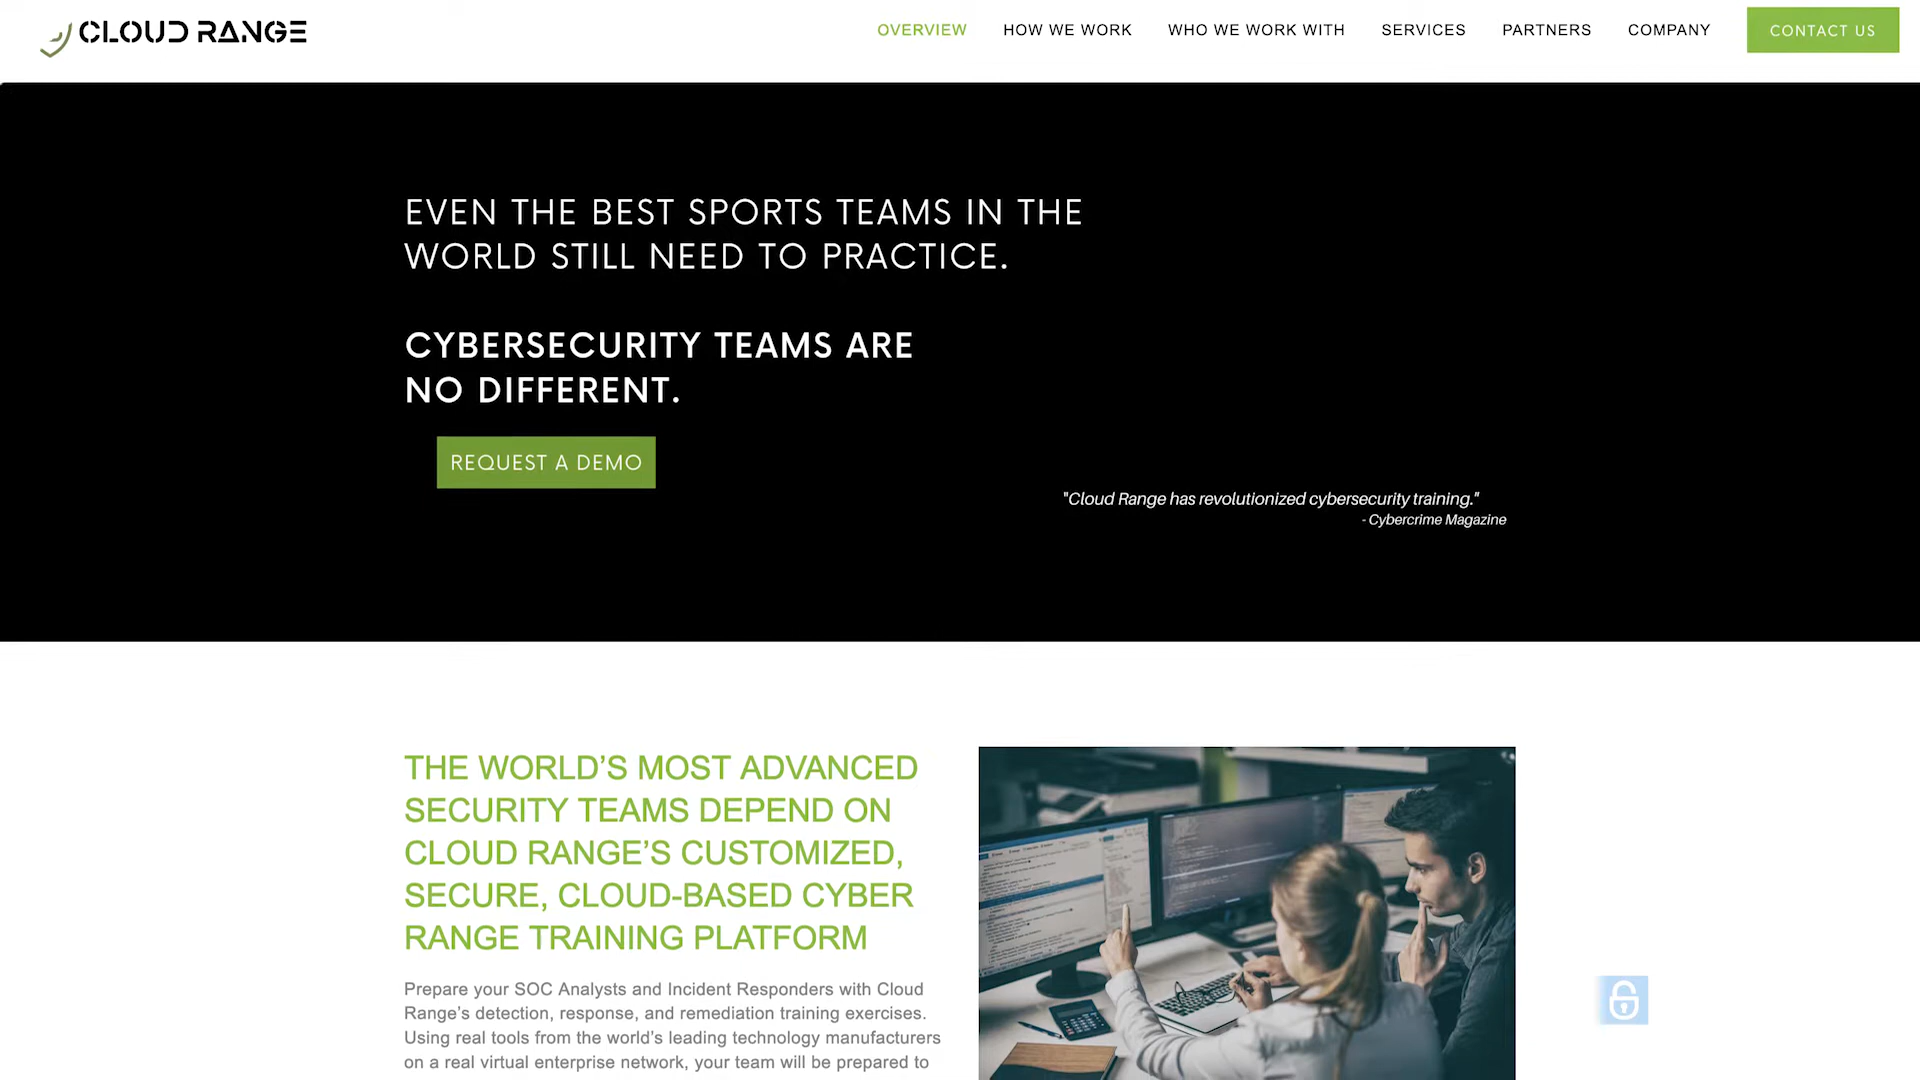 CLOUD RANGE
OVERVIEW HOW WE WORK WHO WE WORK WITH SERVICES PARTNERS COMPANY CONTACT US
EVEN THE BEST SPORTS TEAMS IN THE
WORLD STILL NEED TO PRACTICE.
CYBERSECURITY TEAMS ARE
NO DIFFERENT.
REQUEST A DEMO
"Cloud Range has revolutionized cybersecurity training."
- Cybercrime Magazine
THE WORLD’S MOST ADVANCED
SECURITY TEAMS DEPEND ON
CLOUD RANGE’S CUSTOMIZED,
SECURE, CLOUD-BASED CYBER
RANGE TRAINING PLATFORM
Prepare your SOC Analysts and Incident Responders with Cloud
Range’s detection, response, and remediation training exercises.
Using real tools from the world’s leading technology manufacturers
on a real virtual enterprise network, your team will be prepared to